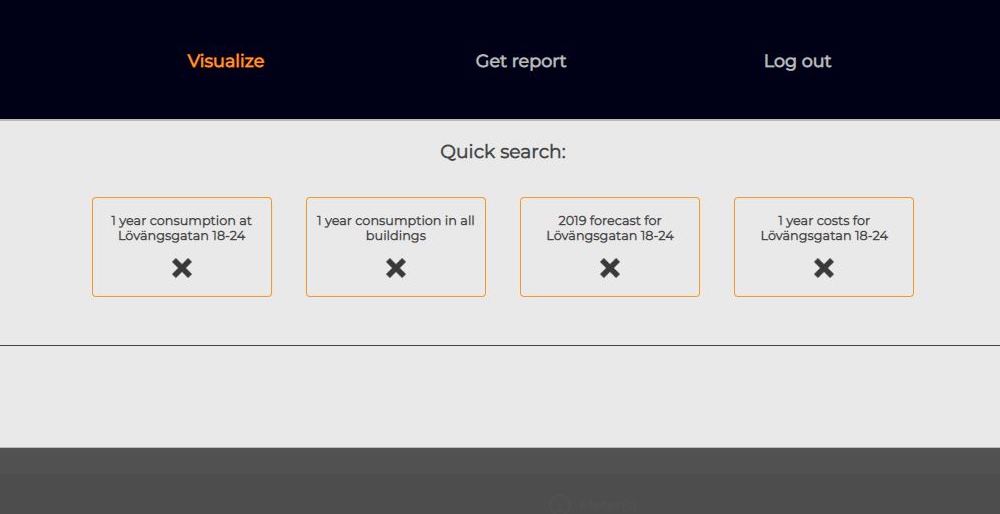 Visualize
Get report
Log out
Quick search:
1 year consumption at
Lövängsgatan 18-24
1 year consumption in all
buildings
2019 forecast for
Lövängsgatan 18-24
1 year costs for
Lövängsgatan 18-24